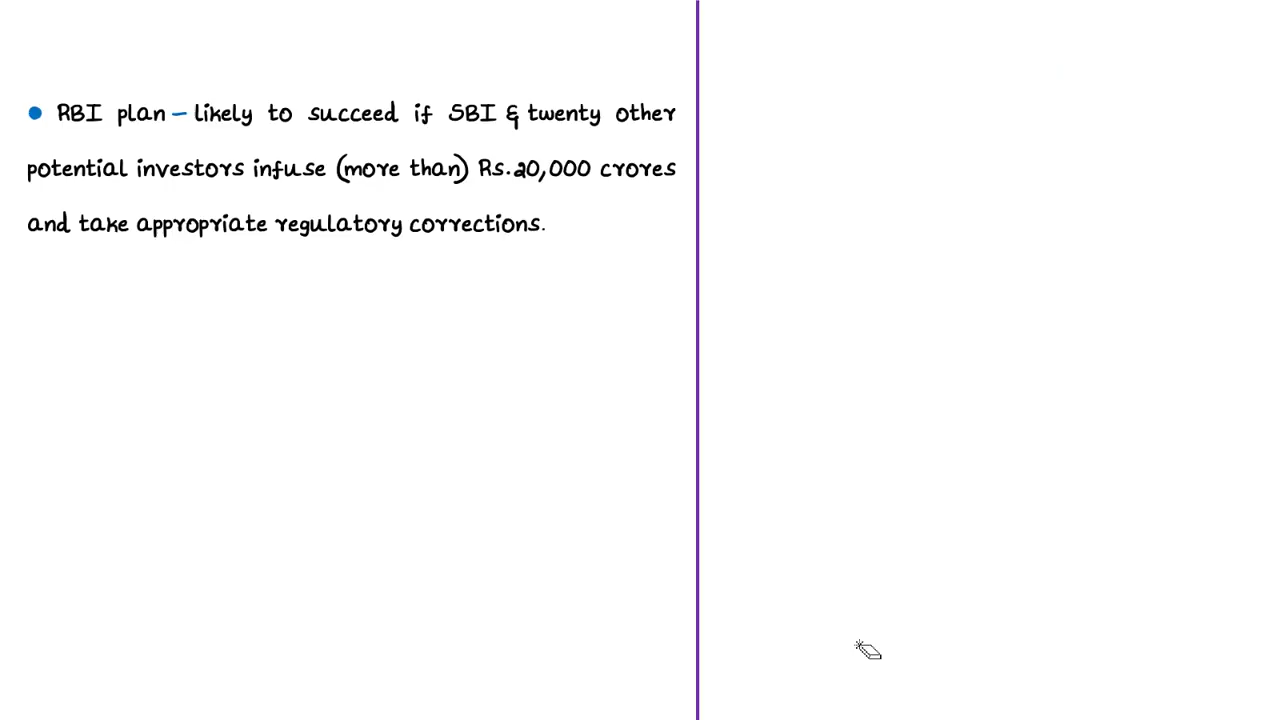 ● RBI plan – likely to succeed if SBI & twenty other
potential investors infuse (more than) Rs.20,000 crores
and take appropriate regulatory corrections.